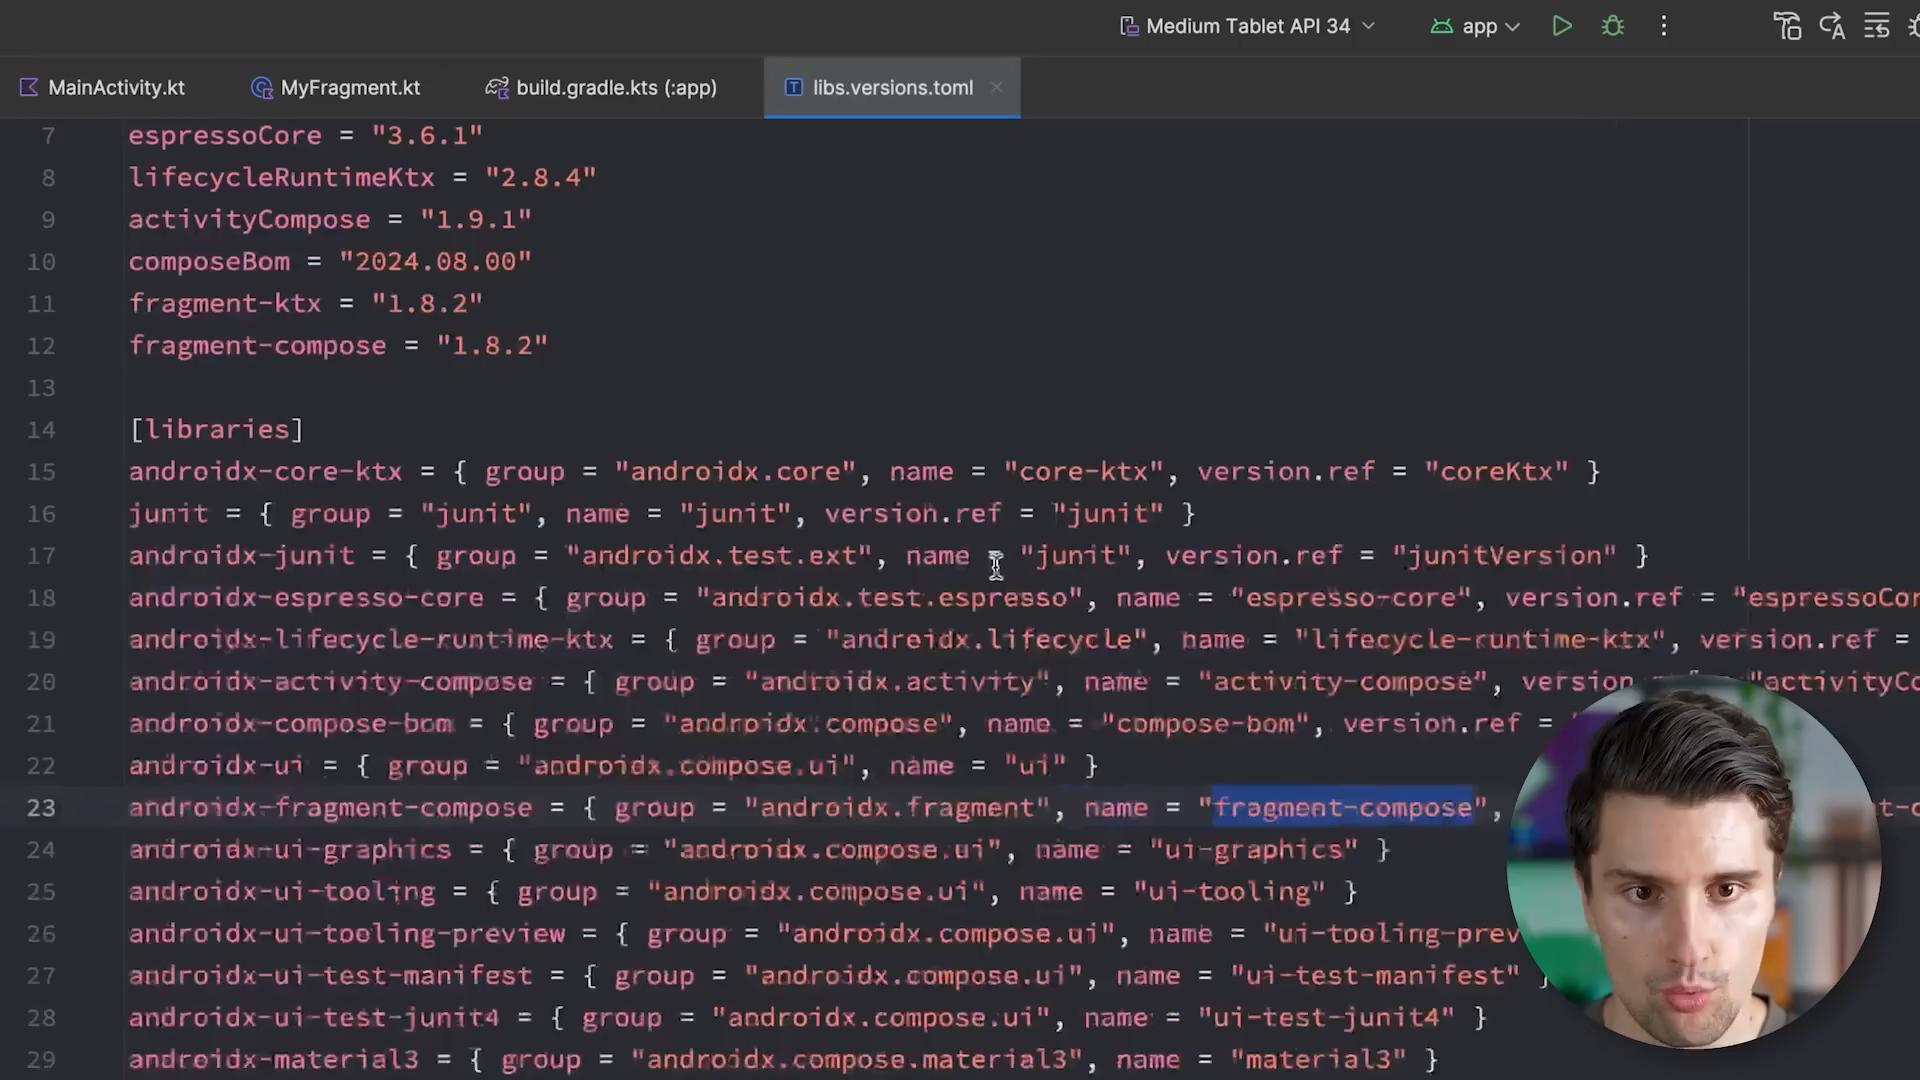 Medium Tablet API 34
app
MainActivity.kt
MyFragment.kt
build.gradle.kts (:app)
libs.versions.toml
7 espressoCore = "3.6.1"
8 lifecycleRuntimeKtx = "2.8.4"
9 activityCompose = "1.9.1"
10 composeBom = "2024.08.00"
11 fragment-ktx = "1.8.2"
12 fragment-compose = "1.8.2"
13
14 [libraries]
15 androidx-core-ktx = { group = "androidx.core", name = "core-ktx", version.ref = "coreKtx" }
16 junit = { group = "junit", name = "junit", version.ref = "junit" }
17 androidx-junit = { group = "androidx.test.ext", name = "junit", version.ref = "junitVersion" }
18 androidx-espresso-core = { group = "androidx.test.espresso", name = "espresso-core", version.ref = "espressoCor
19 androidx-lifecycle-runtime-ktx = { group = "androidx.lifecycle", name = "lifecycle-runtime-ktx", version.ref =
20 androidx-activity-compose = { group = "androidx.activity", name = "activity-compose", version.ref = "activityCo
21 androidx-compose-bom = { group = "androidx.compose", name = "compose-bom", version.ref =
22 androidx-ui = { group = "androidx.compose.ui", name = "ui" }
23 androidx-fragment-compose = { group = "androidx.fragment", name = "fragment-compose",
24 androidx-ui-graphics = { group = "androidx.compose.ui", name = "ui-graphics" }
25 androidx-ui-tooling = { group = "androidx.compose.ui", name = "ui-tooling" }
26 androidx-ui-tooling-preview = { group = "androidx.compose.ui", name = "ui-tooling-prev
27 androidx-ui-test-manifest = { group = "androidx.compose.ui", name = "ui-test-manifest" }
28 androidx-ui-test-junit4 = { group = "androidx.compose.ui", name = "ui-test-junit4" }
29 androidx-material3 = { group = "androidx.compose.material3", name = "material3" }